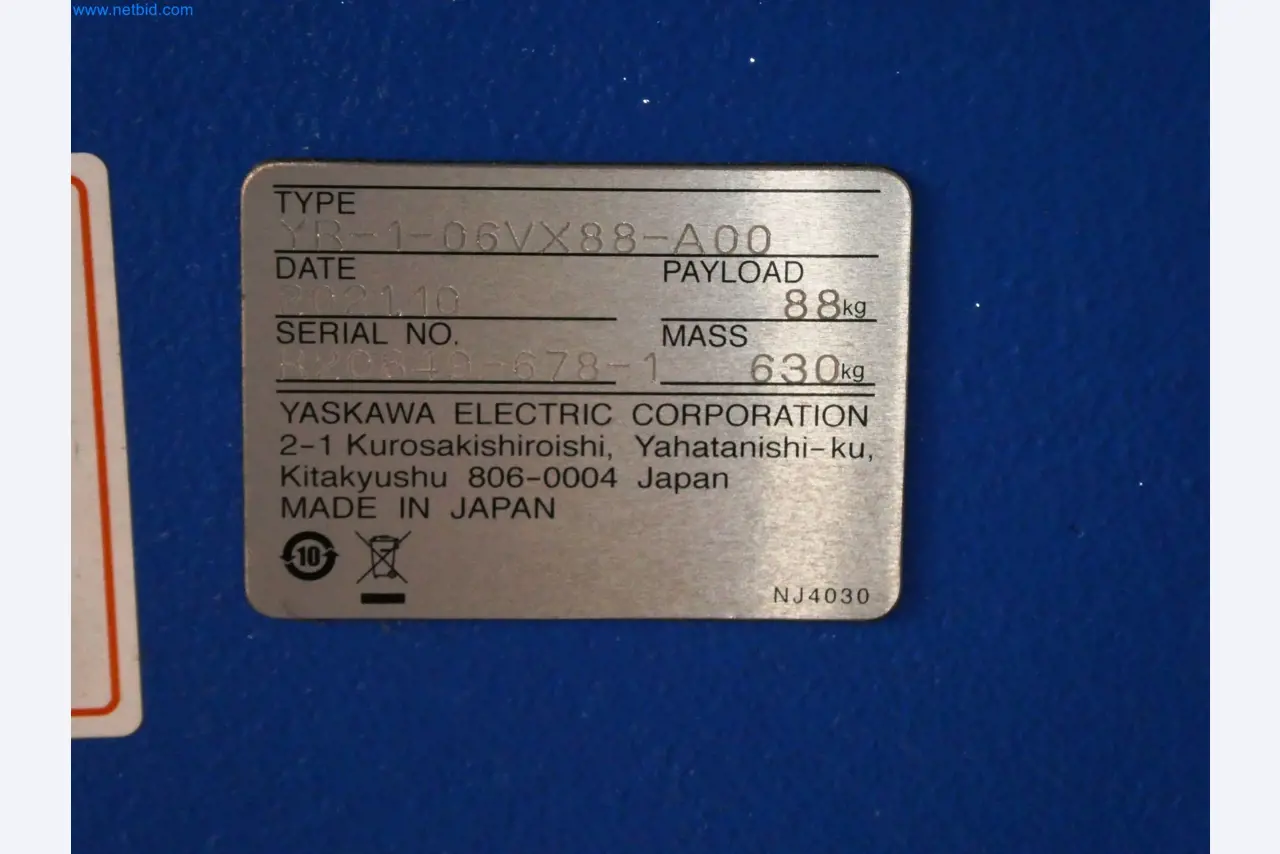 www.netbid.com
TYPE
YR-1-06VX88-A00
DATE PAYLOAD
2021.10 88kg
SERIAL NO. MASS
630kg
YASKAWA ELECTRIC CORPORATION
2-1 Kurosakishiroishi, Yahatanishi-ku,
Kitakyushu 806-0004 Japan
MADE IN JAPAN
10
NJ4030